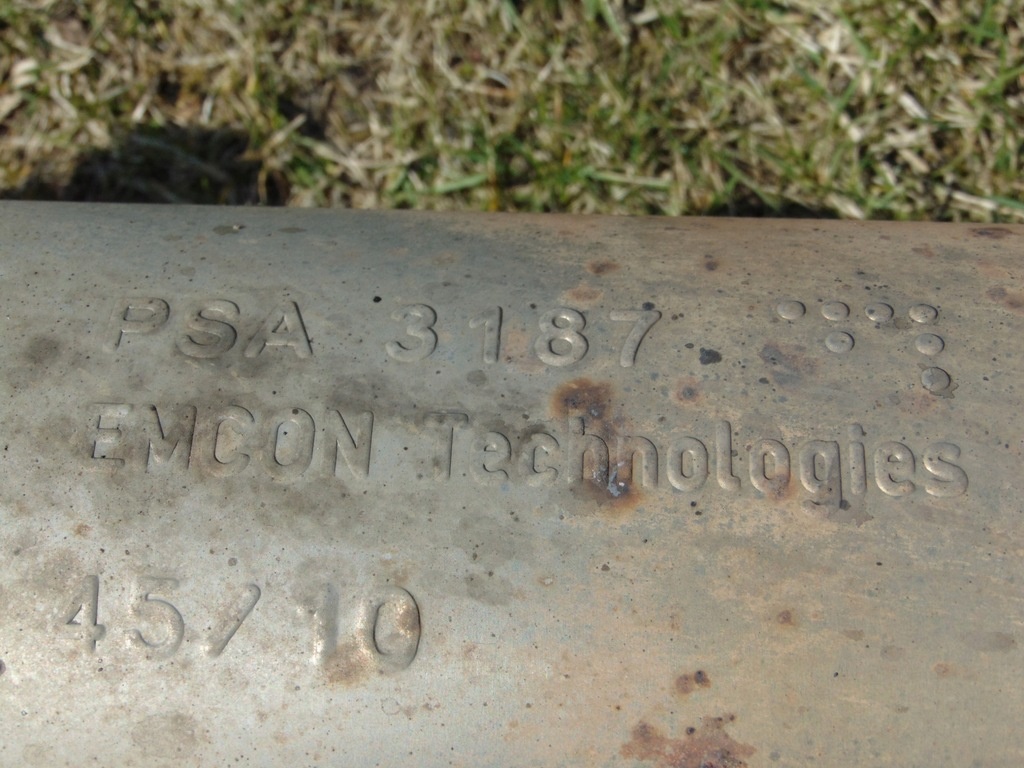 PSA 3187
EMCON Technologies
45/10